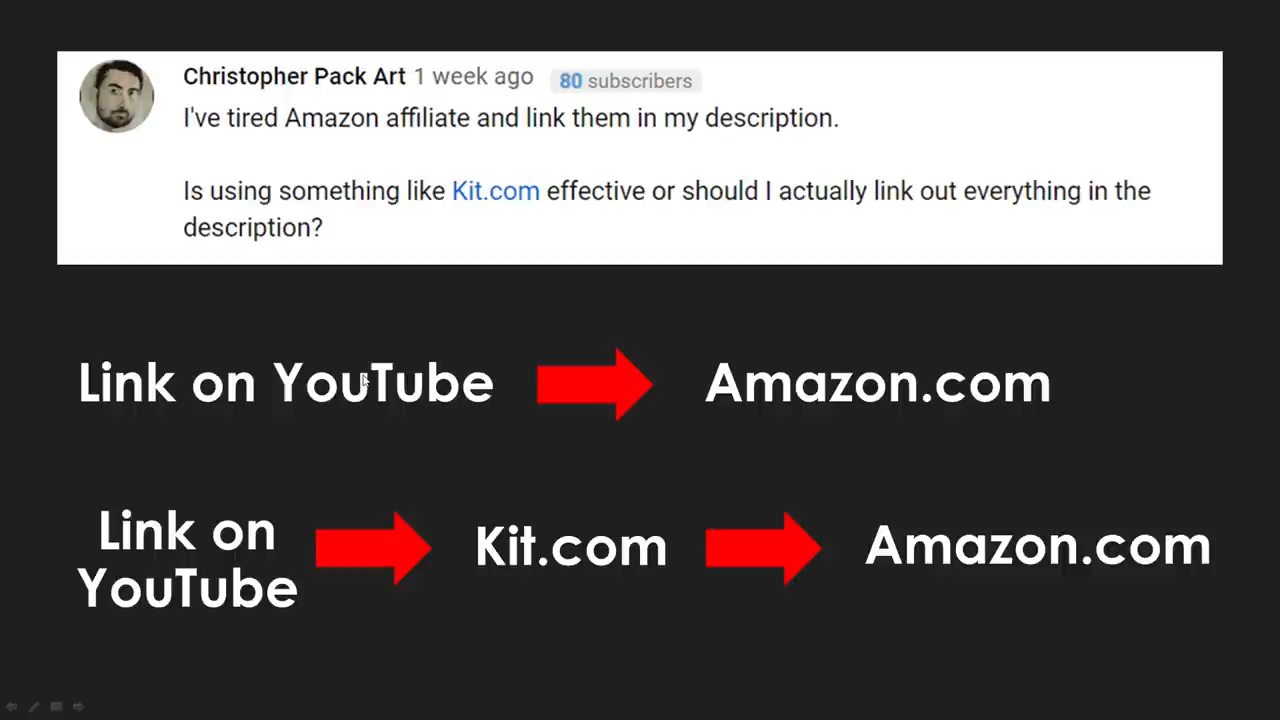 Christopher Pack Art 1 week ago 80 subscribers
I've tired Amazon affiliate and link them in my description.
Is using something like Kit.com effective or should I actually link out everything in the
description?
Link on YouTube Amazon.com
Link on
YouTube
Kit.com
Amazon.com